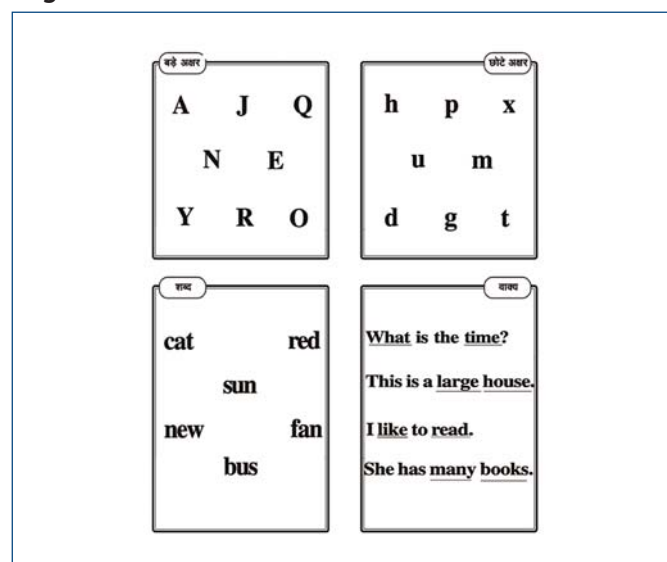 बड़े अक्षर
A J Q
N E
Y R O
छोटे अक्षर
h p x
u m
d g t
शब्द
cat red
sun
new fan
bus
वाक्य
What is the time?
This is a large house.
I like to read.
She has many books.